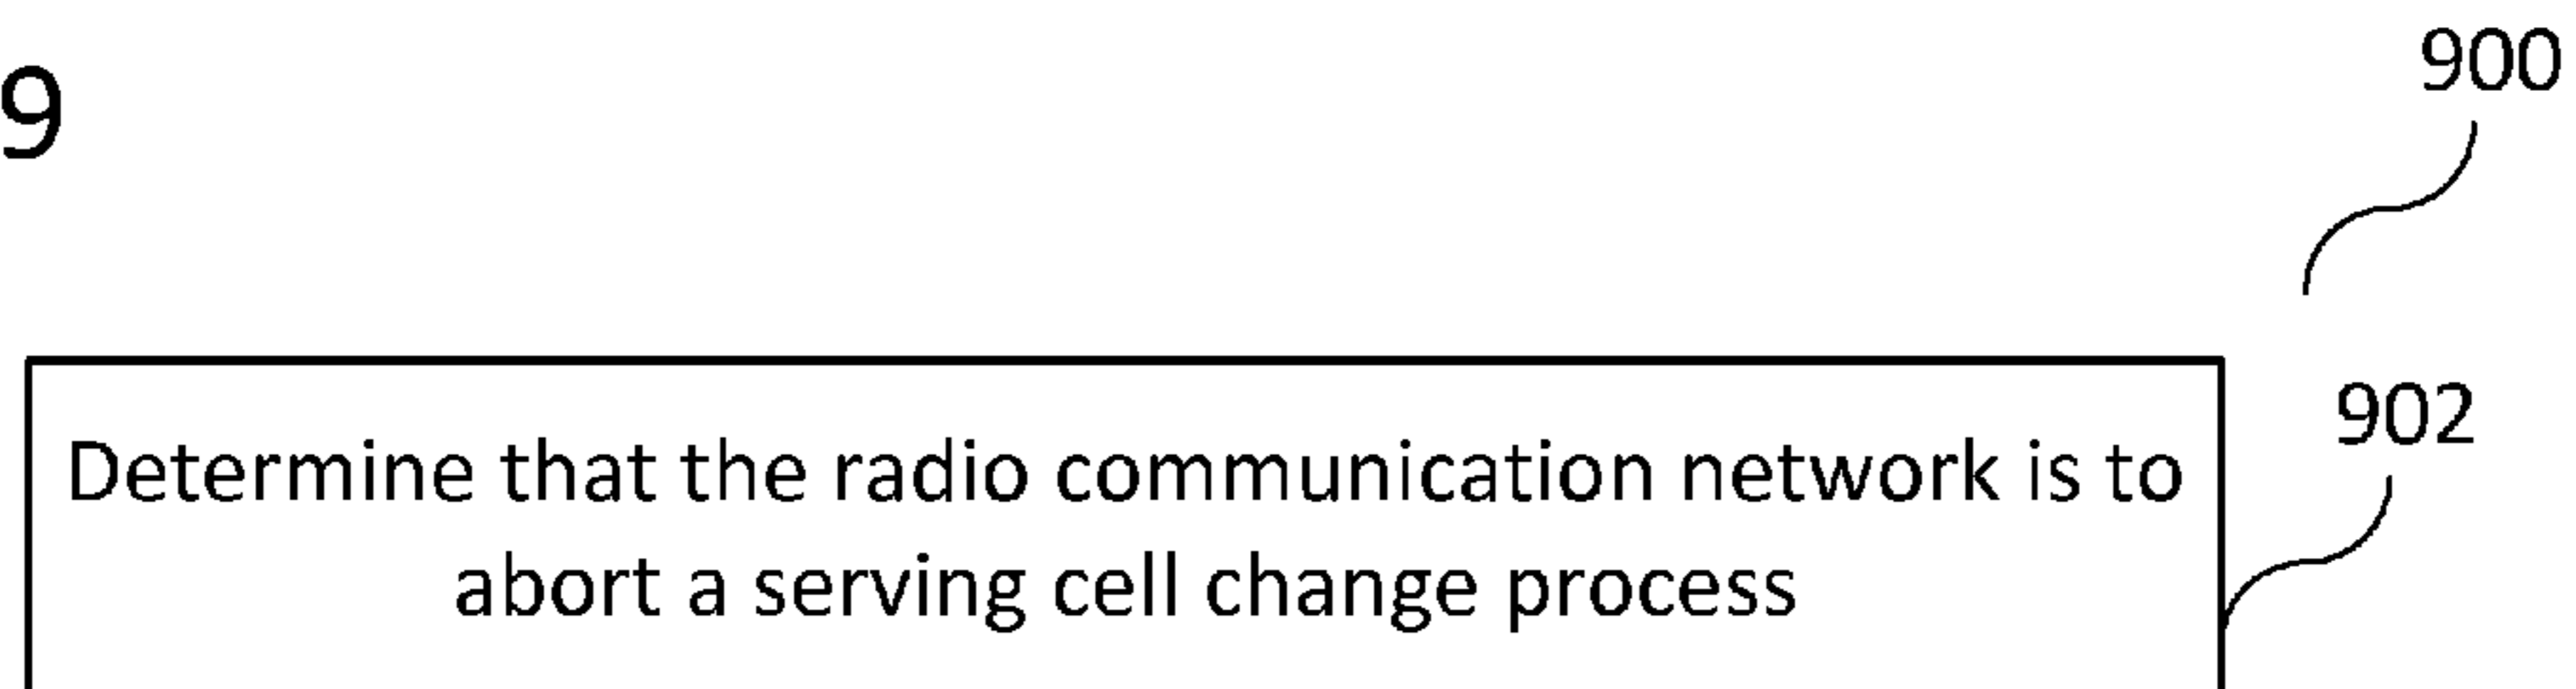 9
900
902
Determine that the radio communication network is to
abort a serving cell change process